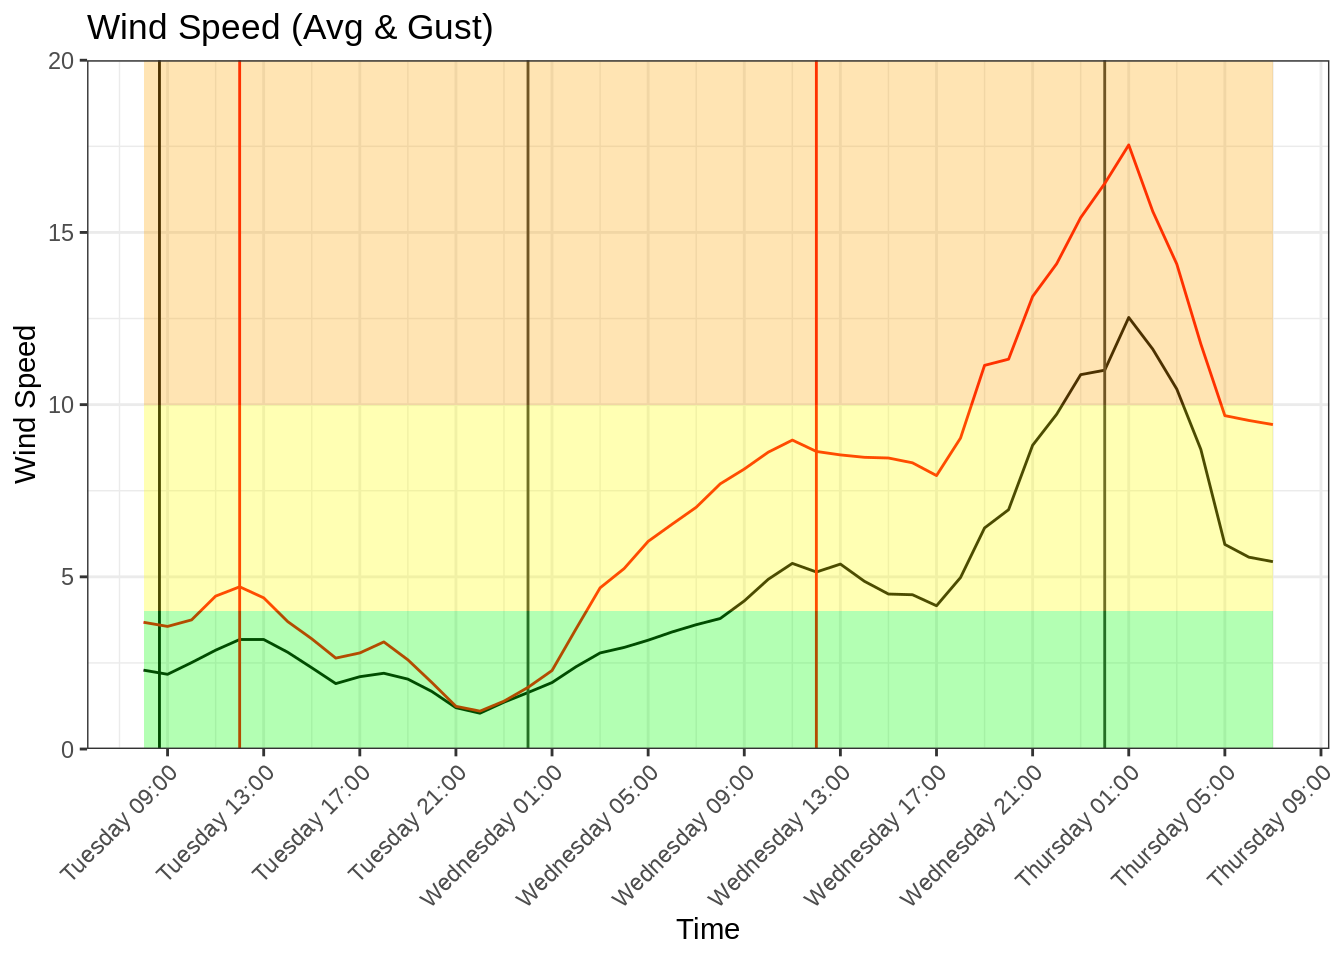 Wind Speed (Avg & Gust)
Wind Speed
20
15
10
5
0
Tuesday 09:00
Tuesday 13:00
Tuesday 17:00
Tuesday 21:00
Wednesday 01:00
Wednesday 05:00
Wednesday 09:00
Wednesday 13:00
Wednesday 17:00
Wednesday 21:00
Thursday 01:00
Thursday 05:00
Thursday 09:00
Time